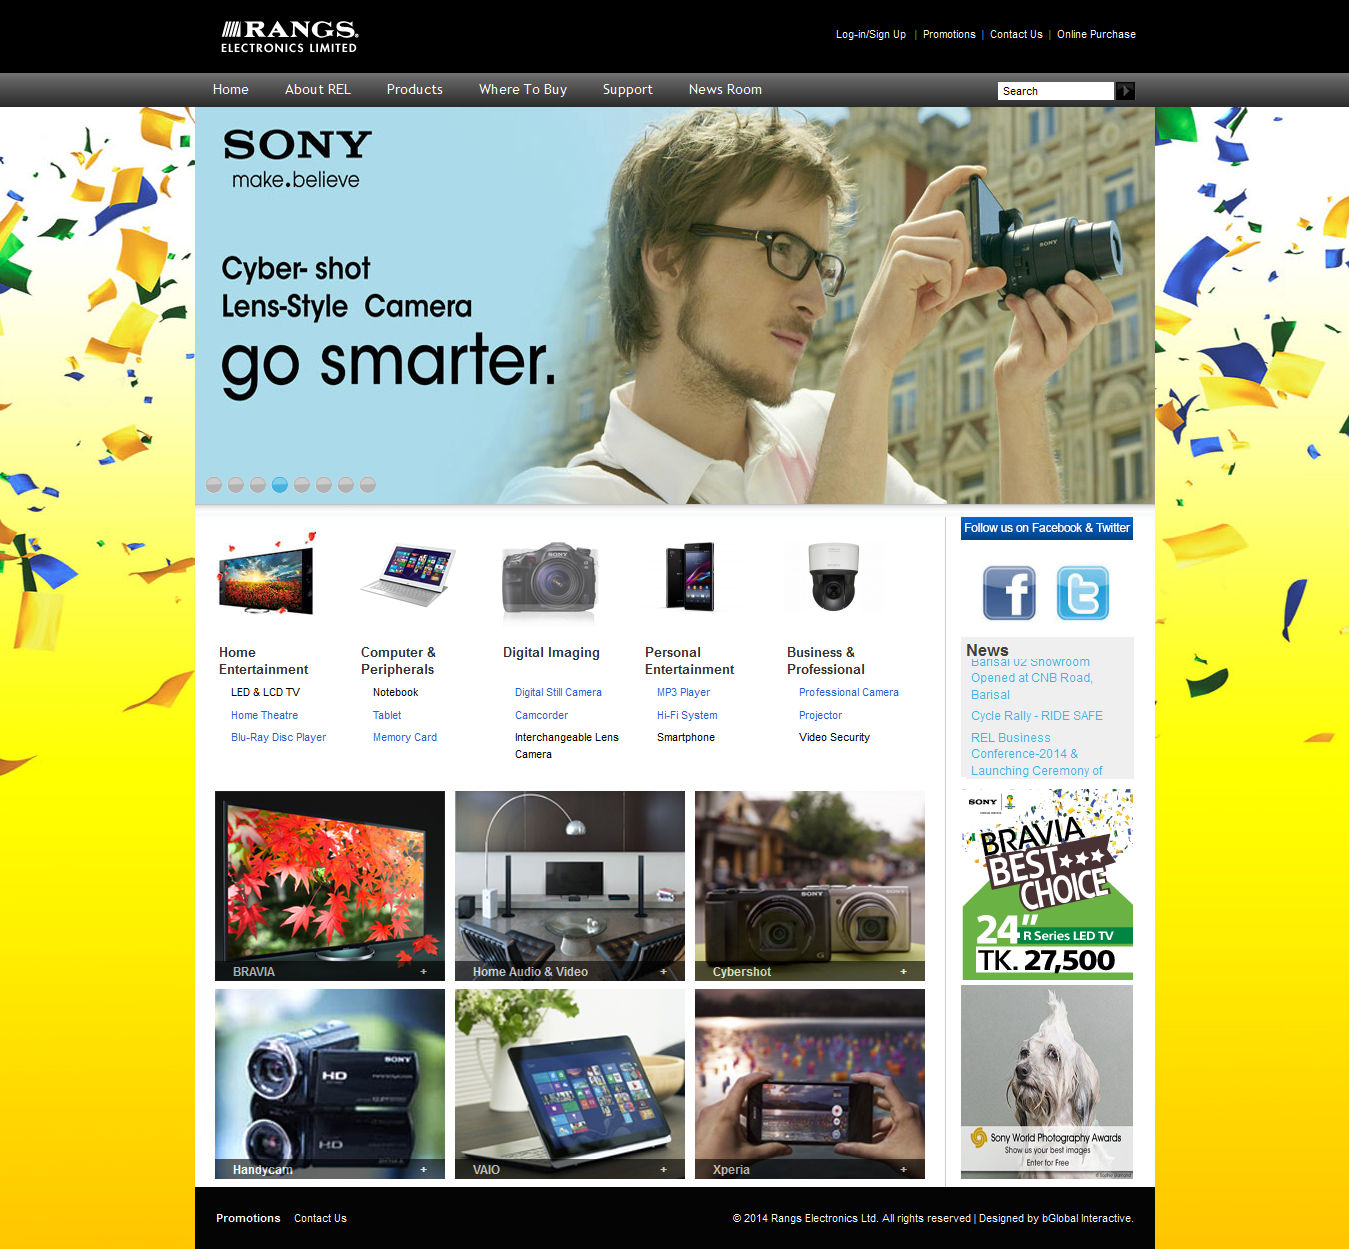 RANGS
ELECTRONICS LIMITED
Log-in/Sign Up | Promotions | Contact Us | Online Purchase
Home About REL Products Where To Buy Support News Room
Search
SONY
make.believe
Cyber- shot
Lens-Style Camera
go smarter.
SONY
Follow us on Facebook & Twitter
Home
Entertainment
LED & LCD TV
Home Theatre
Blu-Ray Disc Player
Computer &
Peripherals
Notebook
Tablet
Memory Card
SONY
Digital Imaging
Digital Still Camera
Camcorder
Interchangeable Lens
Camera
Personal
Entertainment
MP3 Player
Hi-Fi System
Smartphone
Business &
Professional
Professional Camera
Projector
Video Security
News
Barisal 02 Showroom
Opened at CNB Road,
Barisal
Cycle Rally - RIDE SAFE
REL Business
Conference-2014 &
Launching Ceremony of
BRAVIA +
Home Audio & Video +
SONY
Cybershot +
SONY
HD
HD
Handycam +
VAIO +
Xperia +
SONY
BRAVIA
BEST
CHOICE
24”
R Series LED TV
TK. 27,500
Sony World Photography Awards
Show us your best images
Enter for Free
Promotions Contact Us
© 2014 Rangs Electronics Ltd. All rights reserved | Designed by bGlobal Interactive.